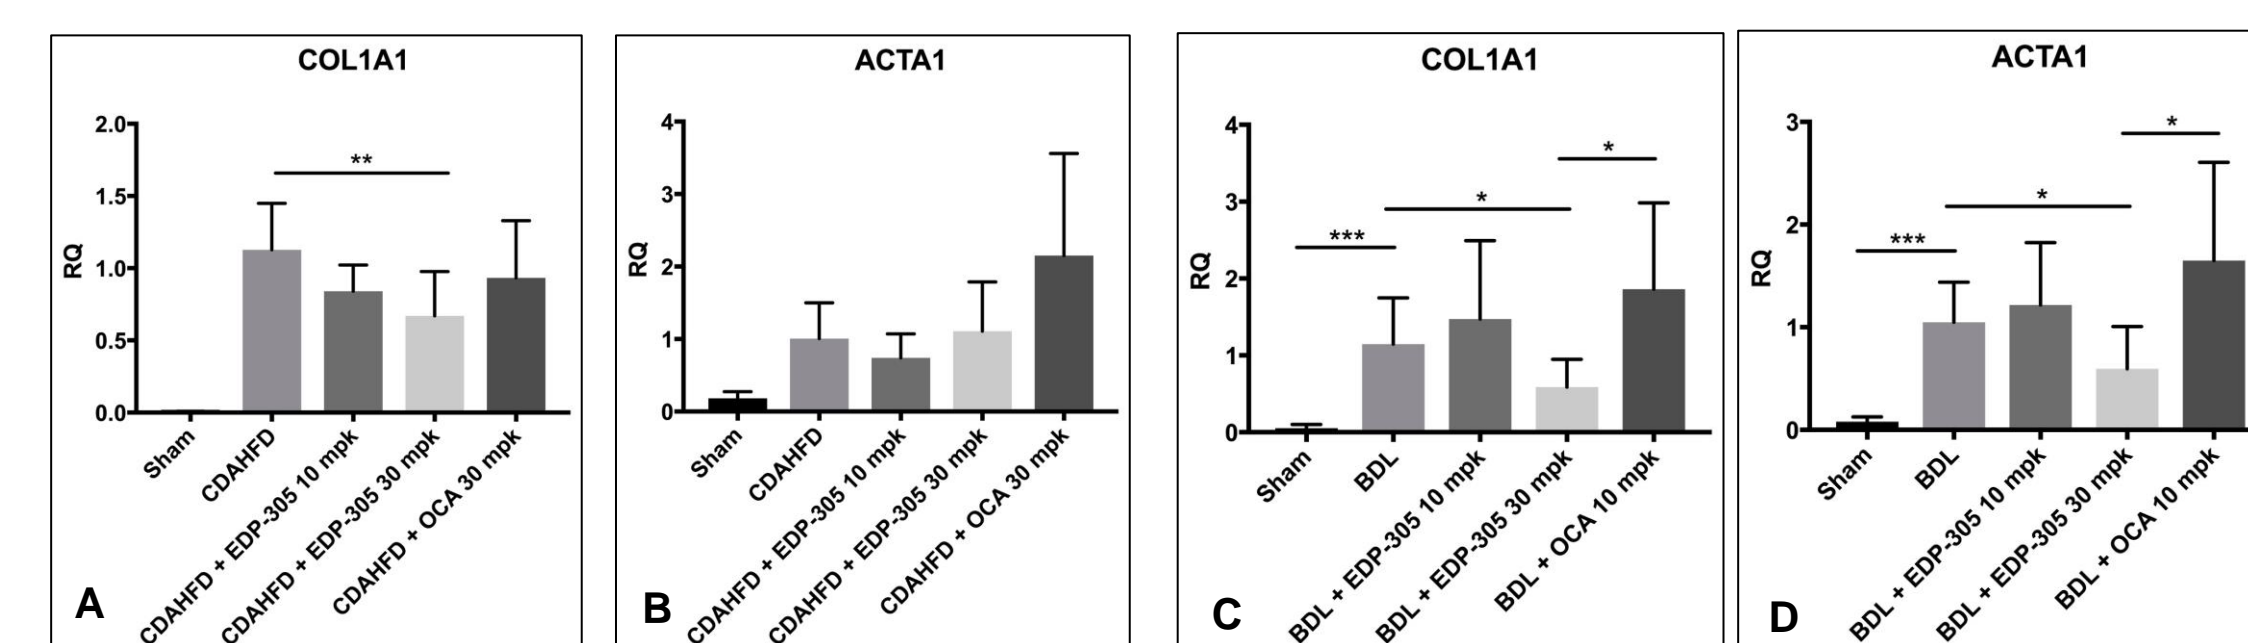 COL1A1
**
2.0
1.5
1.0
0.5
0.0
RQ
Sham
CDAHFD
CDAHFD + EDP-305 10 mpk
CDAHFD + EDP-305 30 mpk
CDAHFD + OCA 30 mpk
A
ACTA1
4
3
2
1
0
RQ
Sham
CDAHFD
CDAHFD + EDP-305 10 mpk
CDAHFD + EDP-305 30 mpk
CDAHFD + OCA 30 mpk
B
COL1A1
*
*
***
4
3
2
1
0
RQ
Sham
BDL
BDL + EDP-305 10 mpk
BDL + EDP-305 30 mpk
BDL + OCA 10 mpk
C
ACTA1
*
*
***
3
2
1
0
RQ
Sham
BDL
BDL + EDP-305 10 mpk
BDL + EDP-305 30 mpk
BDL + OCA 10 mpk
D